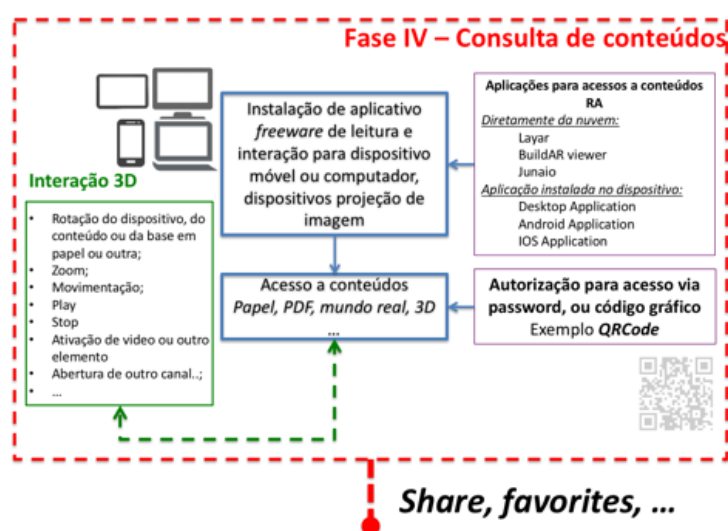 Fase IV – Consulta de conteúdos
Instalação de aplicativo
freeware de leitura e
interação para dispositivo
móvel ou computador,
dispositivos projeção de
imagem
Aplicações para acessos a conteúdos
RA
Diretamente da nuvem:
Layar
BuildAR viewer
Junaio
Aplicação instalada no dispositivo:
Desktop Application
Android Application
IOS Application
Interação 3D
• Rotação do dispositivo, do
conteúdo ou da base em
papel ou outra;
• Zoom;
• Movimentação;
• Play
• Stop
• Ativação de video ou outro
elemento
• Abertura de outro canal..;
• ...
Acesso a conteúdos
Papel, PDF, mundo real, 3D
...
Autorização para acesso via
password, ou código gráfico
Exemplo QRCode
Share, favorites, ...